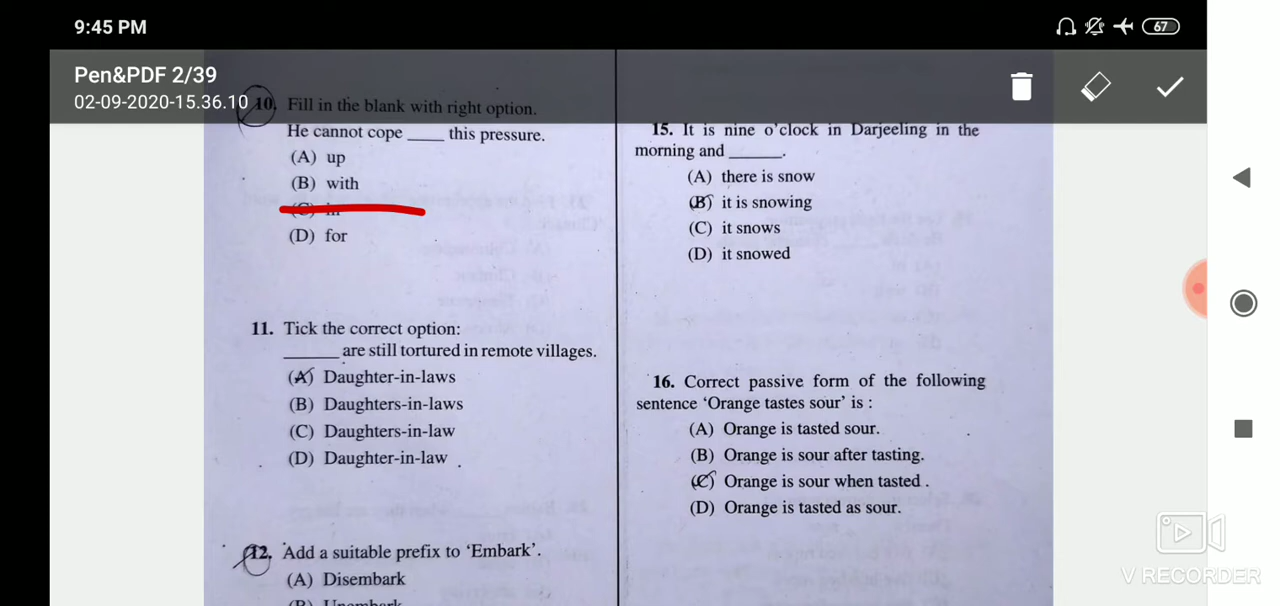 9:45 PM
67
Pen&PDF 2/39
02-09-2020-15.36.10
10. Fill in the blank with right option.
He cannot cope ____ this pressure.
(A) up
(B) with
(C) in
(D) for
11. Tick the correct option:
______ are still tortured in remote villages.
(A) Daughter-in-laws
(B) Daughters-in-laws
(C) Daughters-in-law
(D) Daughter-in-law
12. Add a suitable prefix to ‘Embark’.
(A) Disembark
(B) Unembark
15. It is nine o’clock in Darjeeling in the
morning and ______.
(A) there is snow
(B) it is snowing
(C) it snows
(D) it snowed
16. Correct passive form of the following
sentence ‘Orange tastes sour’ is :
(A) Orange is tasted sour.
(B) Orange is sour after tasting.
(C) Orange is sour when tasted .
(D) Orange is tasted as sour.
V RECORDER